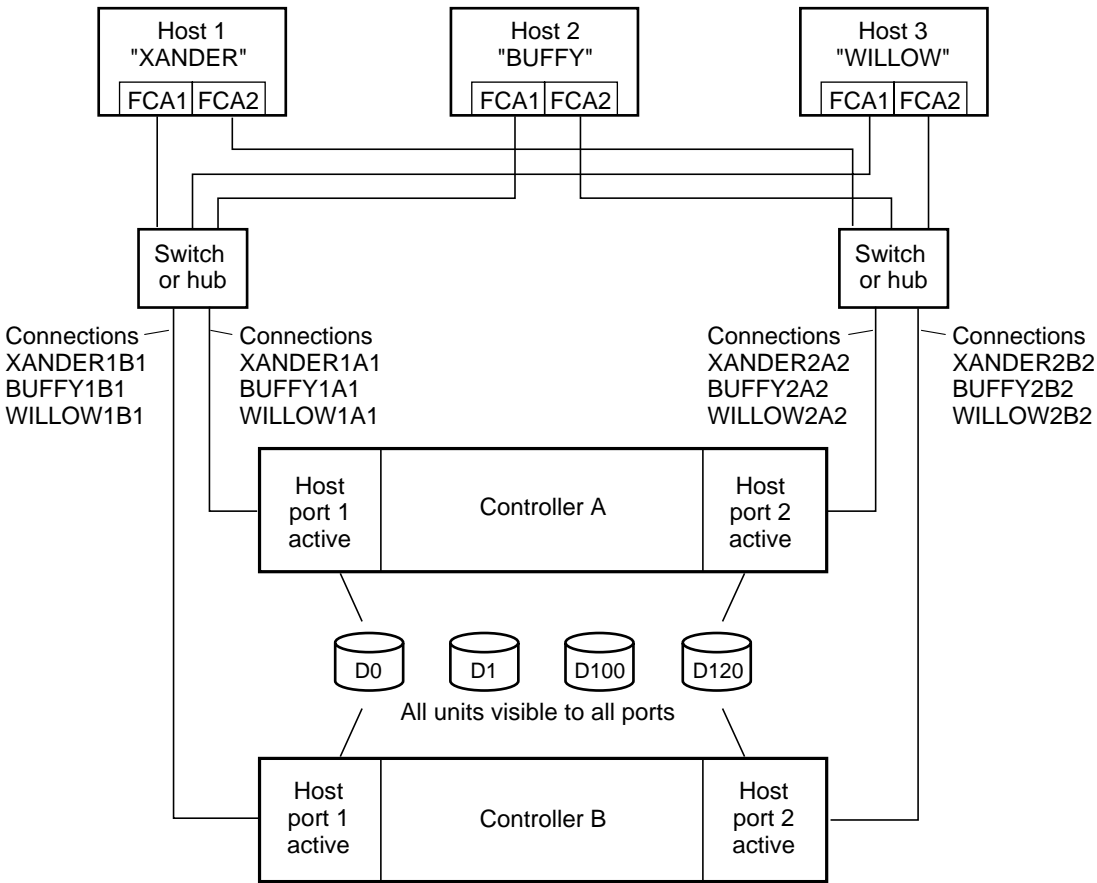 Host 1
"XANDER"
FCA1 FCA2
Host 2
"BUFFY"
FCA1 FCA2
Host 3
"WILLOW"
FCA1 FCA2
Switch
or hub
Switch
or hub
Connections
XANDER1B1
BUFFY1B1
WILLOW1B1
Connections
XANDER1A1
BUFFY1A1
WILLOW1A1
Connections
XANDER2A2
BUFFY2A2
WILLOW2A2
Connections
XANDER2B2
BUFFY2B2
WILLOW2B2
Host
port 1
active
Controller A
Host
port 2
active
D0
D1
D100
D120
All units visible to all ports
Host
port 1
active
Controller B
Host
port 2
active